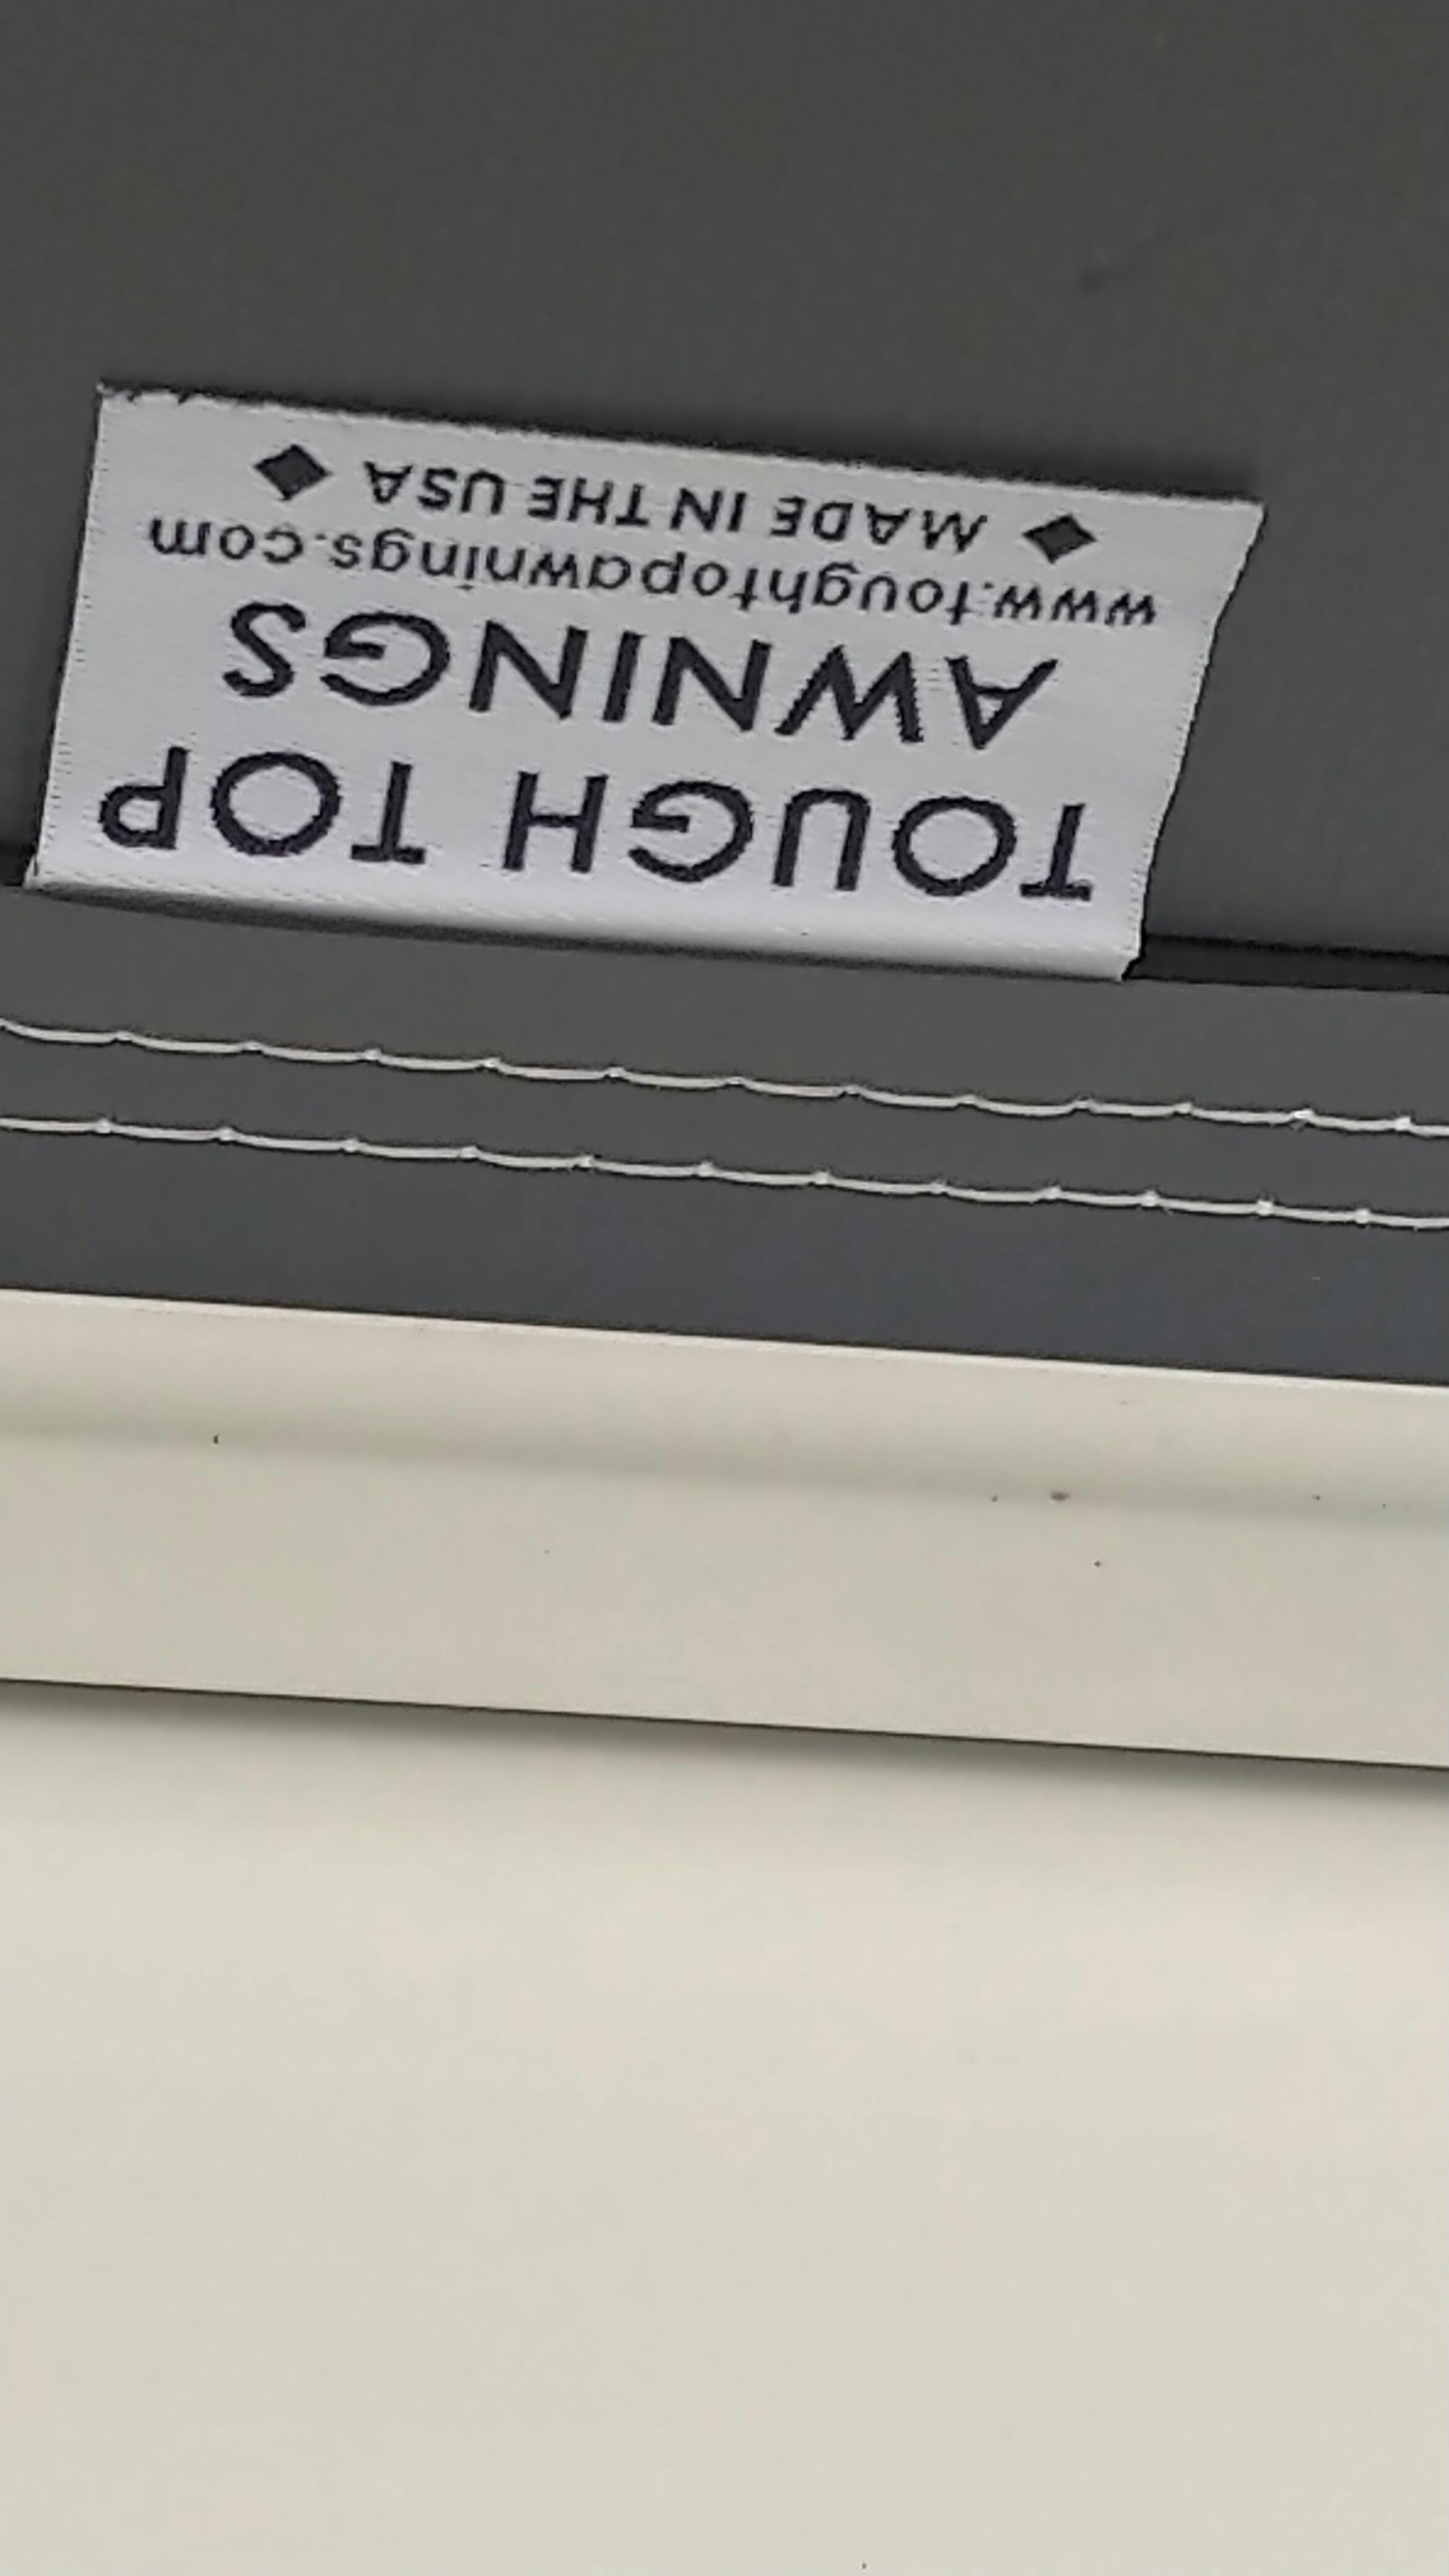 TOUGH TOP
AWNINGS
www.toughtopawnings.com
◆ MADE IN THE USA ◆